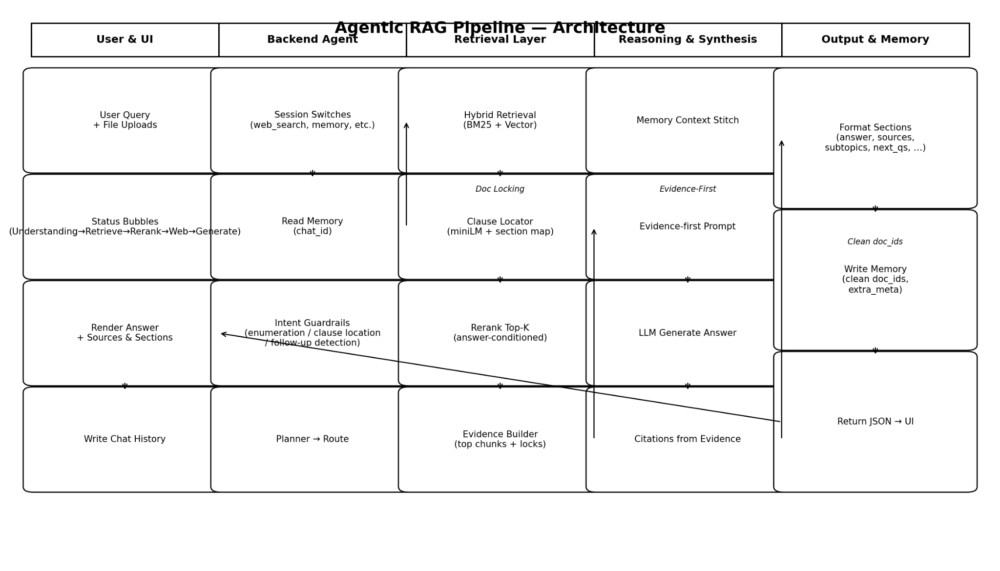 Agentic RAG Pipeline — Architecture
User & UI
Backend Agent
Retrieval Layer
Reasoning & Synthesis
Output & Memory
User Query
+ File Uploads
Status Bubbles
(Understanding→Retrieve→Rerank→Web→Generate)
Render Answer
+ Sources & Sections
Write Chat History
Session Switches
(web_search, memory, etc.)
Read Memory
(chat_id)
Intent Guardrails
(enumeration / clause location
/ follow-up detection)
Planner → Route
Hybrid Retrieval
(BM25 + Vector)
Doc Locking
Clause Locator
(miniLM + section map)
Rerank Top-K
(answer-conditioned)
Evidence Builder
(top chunks + locks)
Memory Context Stitch
Evidence-First
Evidence-first Prompt
LLM Generate Answer
Citations from Evidence
Format Sections
(answer, sources,
subtopics, next_qs, …)
Clean doc_ids
Write Memory
(clean doc_ids,
extra_meta)
Return JSON → UI